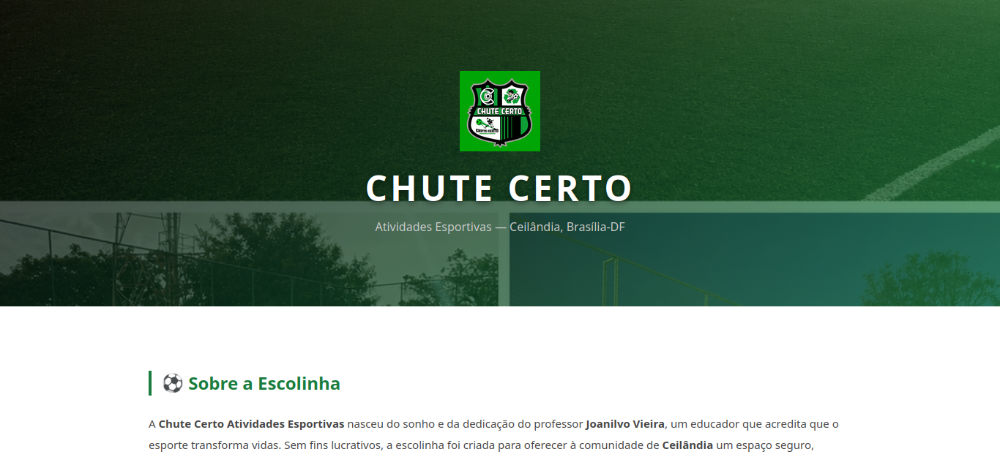 CHUTE CERTO
CHUTE CERTO
CHUTE CERTO
Atividades Esportivas — Ceilândia, Brasília-DF
⚽ Sobre a Escolinha
A Chute Certo Atividades Esportivas nasceu do sonho e da dedicação do professor Joanilvo Vieira, um educador que acredita que o
esporte transforma vidas. Sem fins lucrativos, a escolinha foi criada para oferecer à comunidade de Ceilândia um espaço seguro,